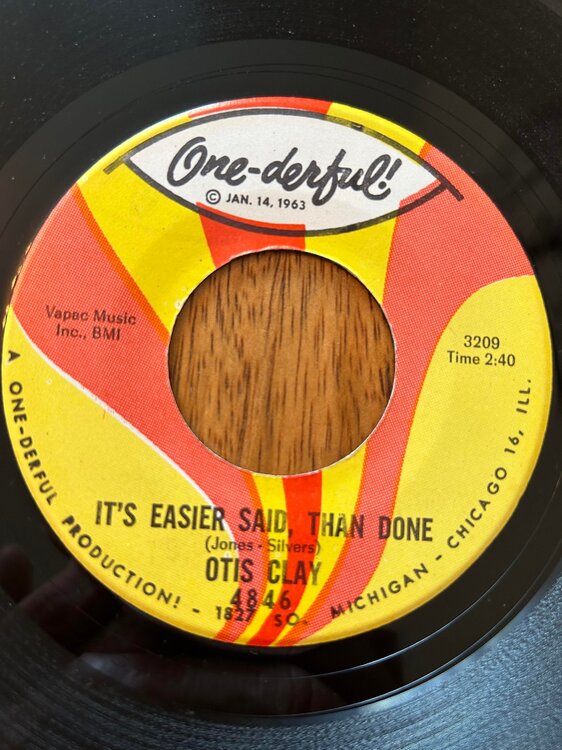 One-derful!
© JAN. 14, 1963
Vapac Music
Inc., BMI
3209
Time 2:40
IT'S EASIER SAID, THAN DONE
(Jones - Silvers)
OTIS CLAY
4846
A ONE-DERFUL PRODUCTION! - 1827 SO. MICHIGAN - CHICAGO 16, ILL.